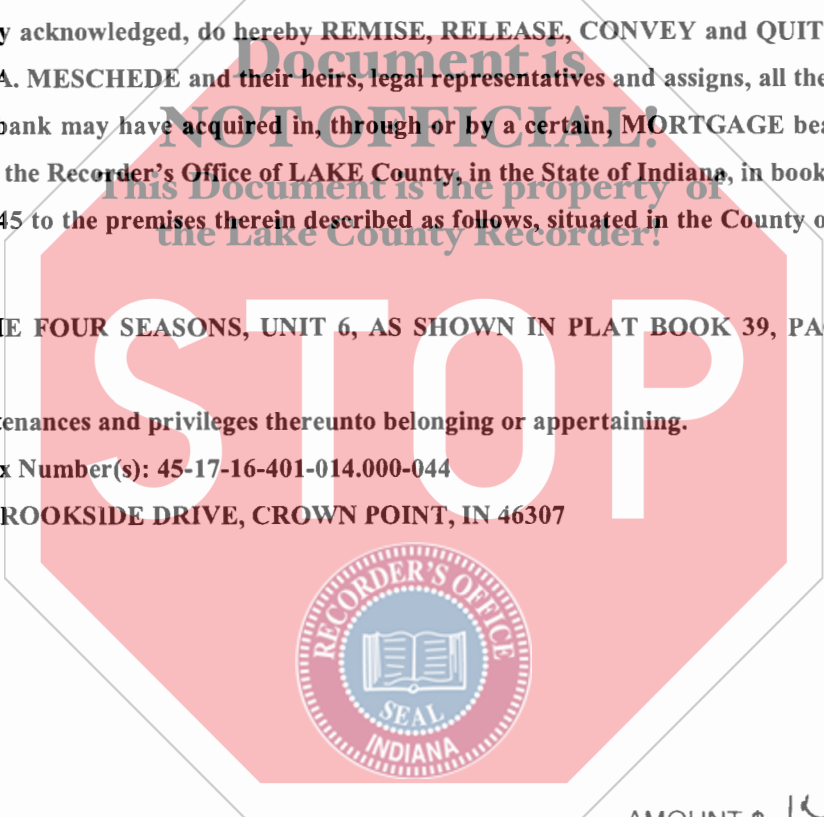 y acknowledged, do hereby REMISE, RELEASE, CONVEY and QUIT
Document is
A. MESCHEDE and their heirs, legal representatives and assigns, all the
NOT OFFICIAL!
bank may have acquired in, through or by a certain, MORTGAGE bea
the Recorder's Office of LAKE County, in the State of Indiana, in book
This Document is the property of
45 to the premises therein described as follows, situated in the County o
the Lake County Recorder!
IE FOUR SEASONS, UNIT 6, AS SHOWN IN PLAT BOOK 39, PA
STOP
tenances and privileges thereunto belonging or appertaining.
x Number(s): 45-17-16-401-014.000-044
ROOKSIDE DRIVE, CROWN POINT, IN 46307
RECORDER'S OFFICE
SEAL
INDIANA
AMOUNT $